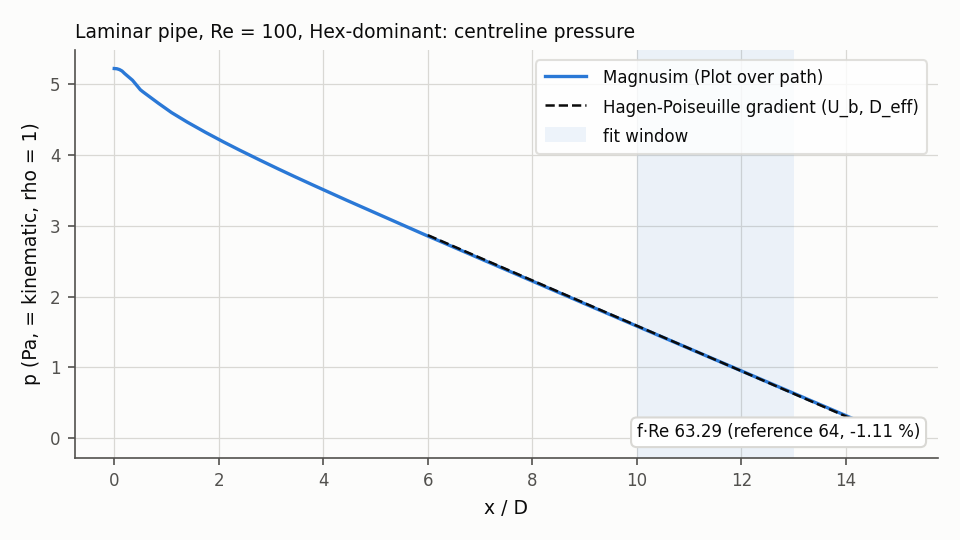 Laminar pipe, Re = 100, Hex-dominant: centreline pressure
Magnusim (Plot over path)
Hagen-Poiseuille gradient (U_b, D_eff)
fit window
p (Pa, = kinematic, rho = 1)
5
4
3
2
1
0
f·Re 63.29 (reference 64, -1.11 %)
0 2 4 6 8 10 12 14
x / D